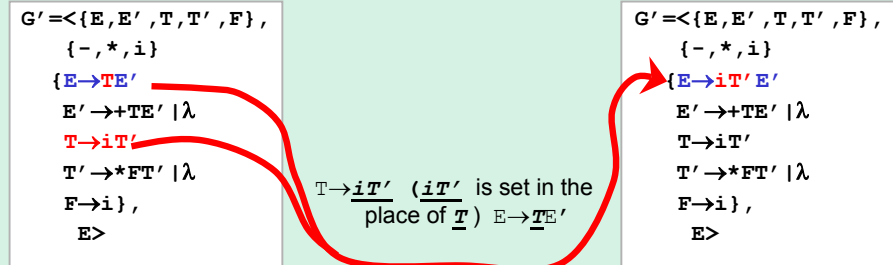 G′=<{E,E′,T,T′,F},
{-,*,i}
{E→TE′
E′→+TE′|λ
T→iT′
T′→*FT′|λ
F→i},
E>
T→iT′ (iT′ is set in the
place of T) E→TE′
G′=<{E,E′,T,T′,F},
{-,*,i}
{E→iT′E′
E′→+TE′|λ
T→iT′
T′→*FT′|λ
F→i},
E>